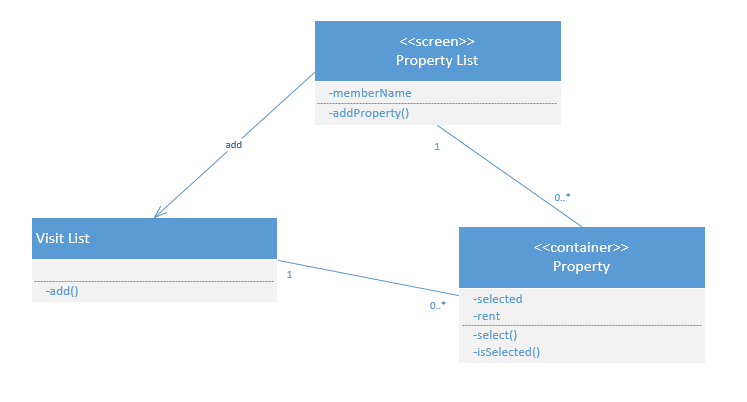 <<screen>>
Property List
-memberName
-addProperty()
add
1
0..*
Visit List
-add()
1
0..*
<<container>>
Property
-selected
-rent
-select()
-isSelected()